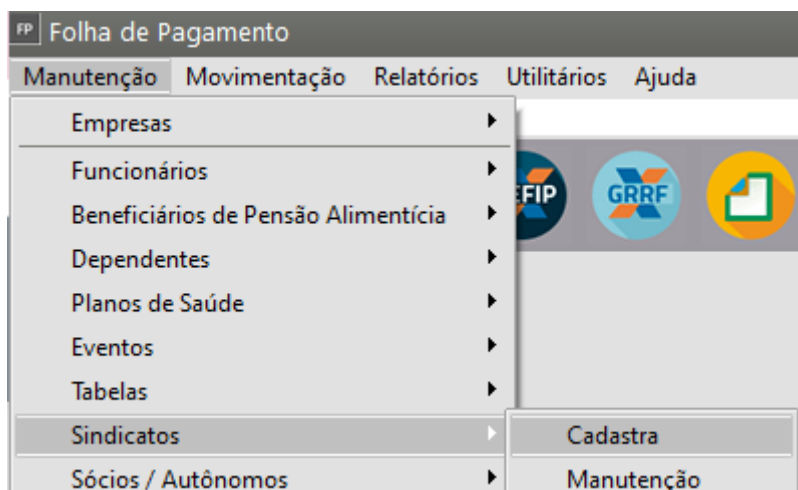 FP Folha de Pagamento
Manutenção Movimentação Relatórios Utilitários Ajuda
Empresas
Funcionários
EFIP GRRF
Beneficiários de Pensão Alimentícia
Dependentes
Planos de Saúde
Eventos
Tabelas
Sindicatos
Cadastra
Sócios / Autônomos
Manutenção